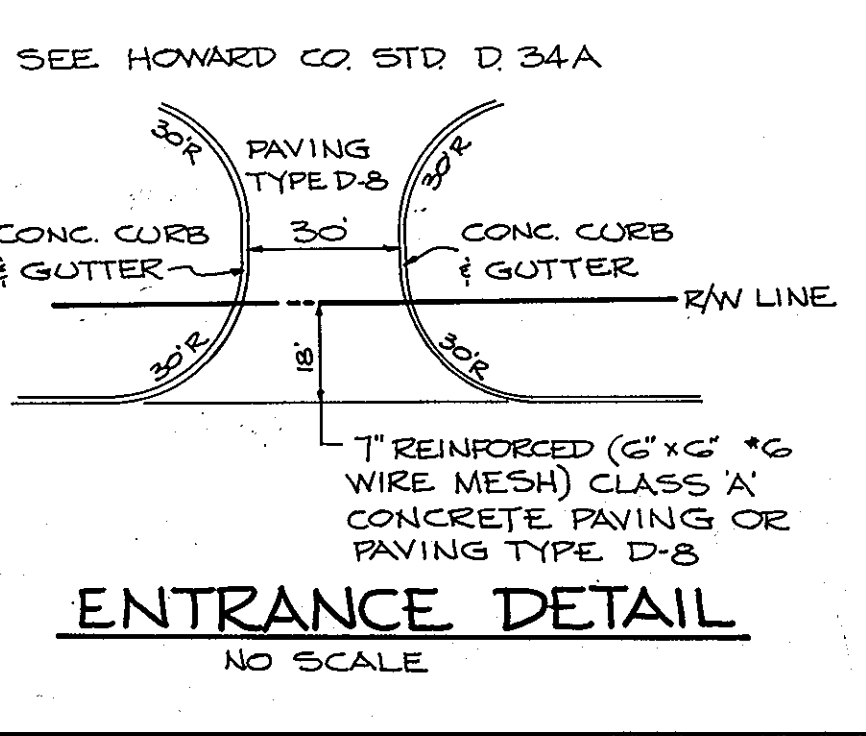 SEE HOWARD CO. STD. D. 34A
30'R
PAVING
TYPE D-8
30'R
CONC. CURB
& GUTTER
30'
CONC. CURB
& GUTTER
R/W LINE
30'R
18'
30'R
7" REINFORCED (6" x 6" #6
WIRE MESH) CLASS 'A'
CONCRETE PAVING OR
PAVING TYPE D-8
ENTRANCE DETAIL
NO SCALE